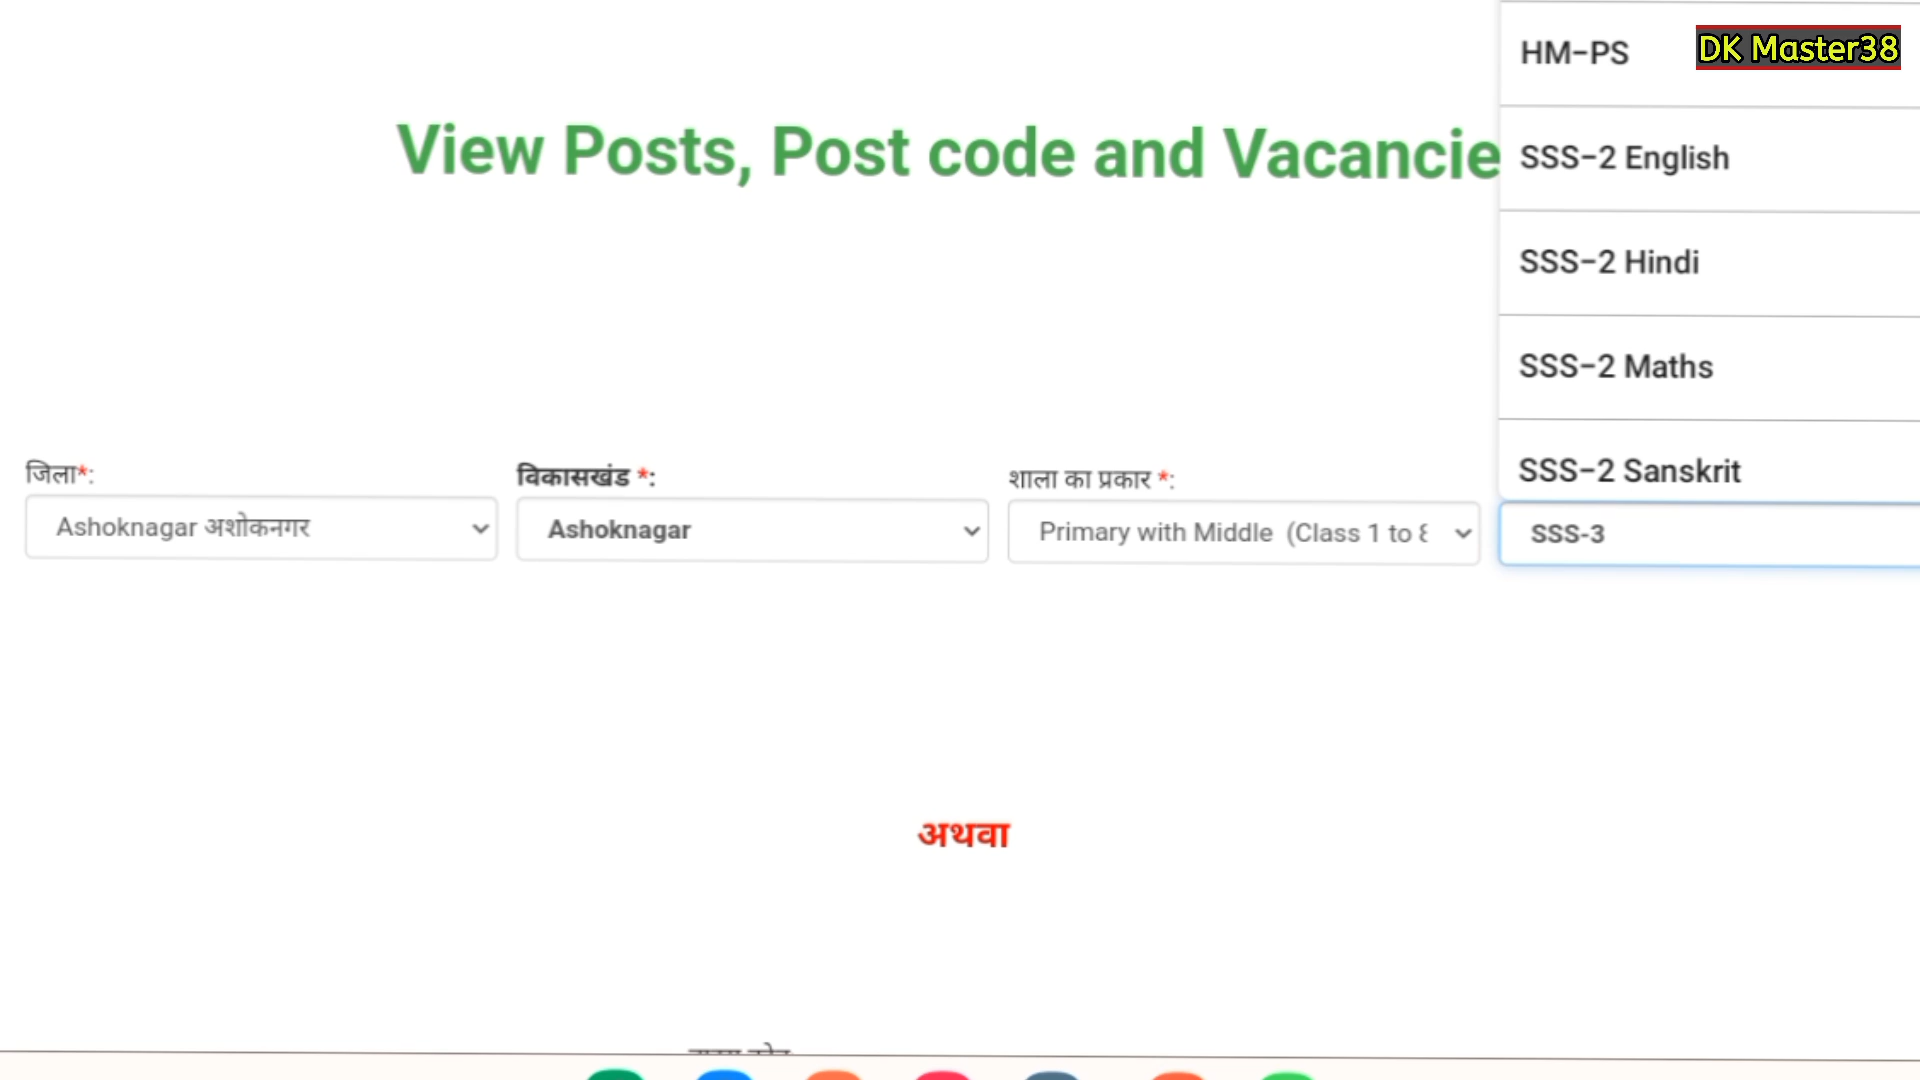 HM-PS
DK Master38
View Posts, Post code and Vacancie
SSS-2 English
SSS-2 Hindi
SSS-2 Maths
SSS-2 Sanskrit
जिला*:
विकासखंड *:
शाला का प्रकार *:
Ashoknagar अशोकनगर
Ashoknagar
Primary with Middle (Class 1 to 8
SSS-3
अथवा